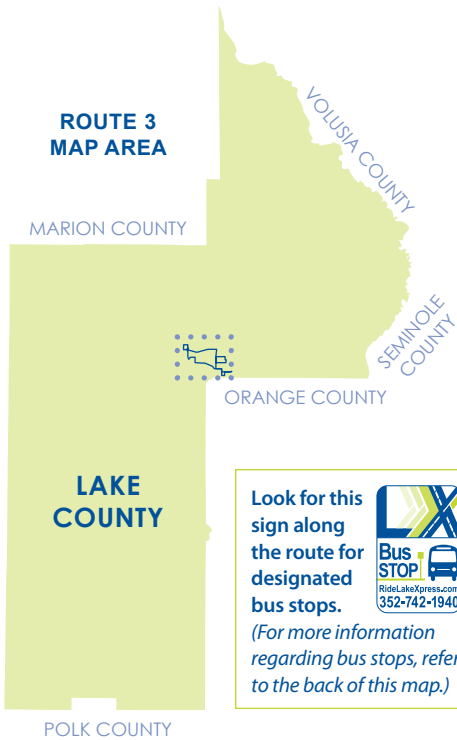 ROUTE 3
MAP AREA
VOLUSIA COUNTY
MARION COUNTY
SEMINOLE
COUNTY
ORANGE COUNTY
LAKE
COUNTY
Look for this
sign along
the route for
designated
bus stops.
(For more information
regarding bus stops, refer
to the back of this map.)
LX
Bus
STOP
RideLakeXpress.com
352-742-1940
POLK COUNTY